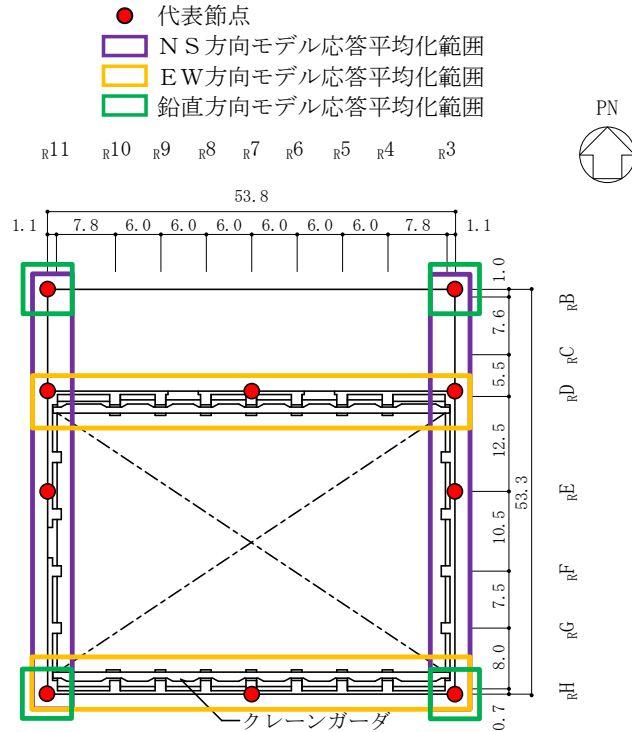 代表節点
ＮＳ方向モデル応答平均化範囲
ＥＷ方向モデル応答平均化範囲
鉛直方向モデル応答平均化範囲
PN
R11 R10 R9 R8 R7 R6 R5 R4 R3
53.8
1.1 7.8 6.0 6.0 6.0 6.0 6.0 6.0 7.8 1.1
1.0
RB
7.6
RC
5.5
RD
12.5
RE
53.3
10.5
RF
7.5
RG
8.0
RH
0.7
クレーンガーダ